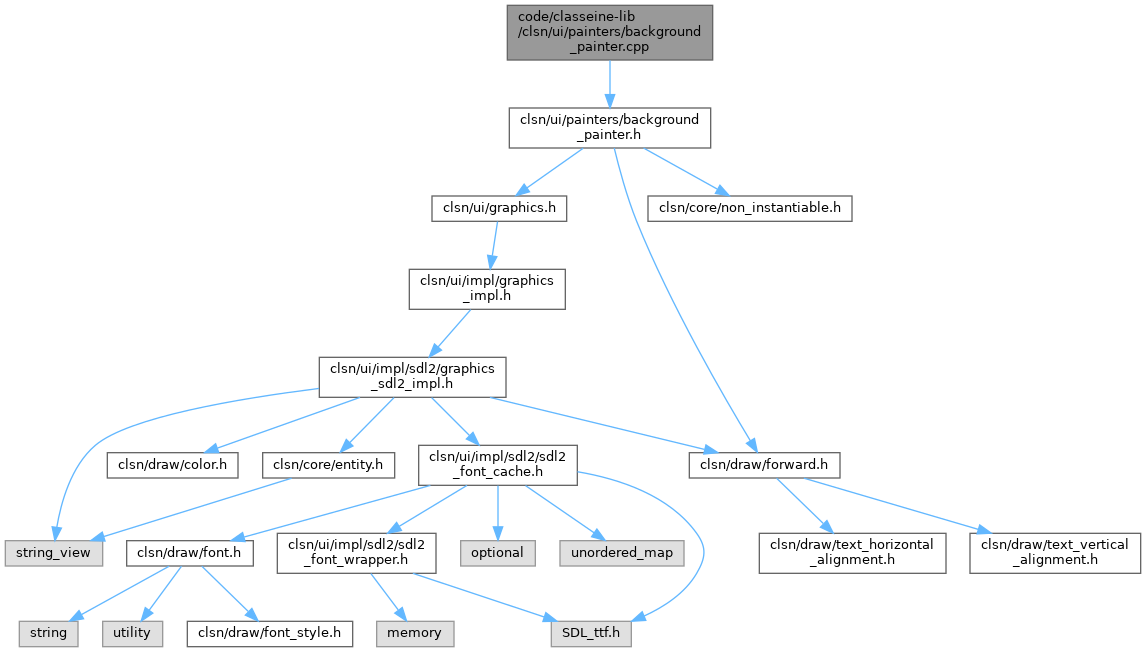 code/classeine-lib
/clsn/ui/painters/background
_painter.cpp
clsn/ui/painters/background
_painter.h
clsn/ui/graphics.h
clsn/core/non_instantiable.h
clsn/ui/impl/graphics
_impl.h
clsn/ui/impl/sdl2/graphics
_sdl2_impl.h
clsn/draw/color.h
clsn/core/entity.h
clsn/ui/impl/sdl2/sdl2
_font_cache.h
clsn/draw/forward.h
string_view
clsn/draw/font.h
clsn/ui/impl/sdl2/sdl2
_font_wrapper.h
optional
unordered_map
clsn/draw/text_horizontal
_alignment.h
clsn/draw/text_vertical
_alignment.h
string
utility
clsn/draw/font_style.h
memory
SDL_ttf.h